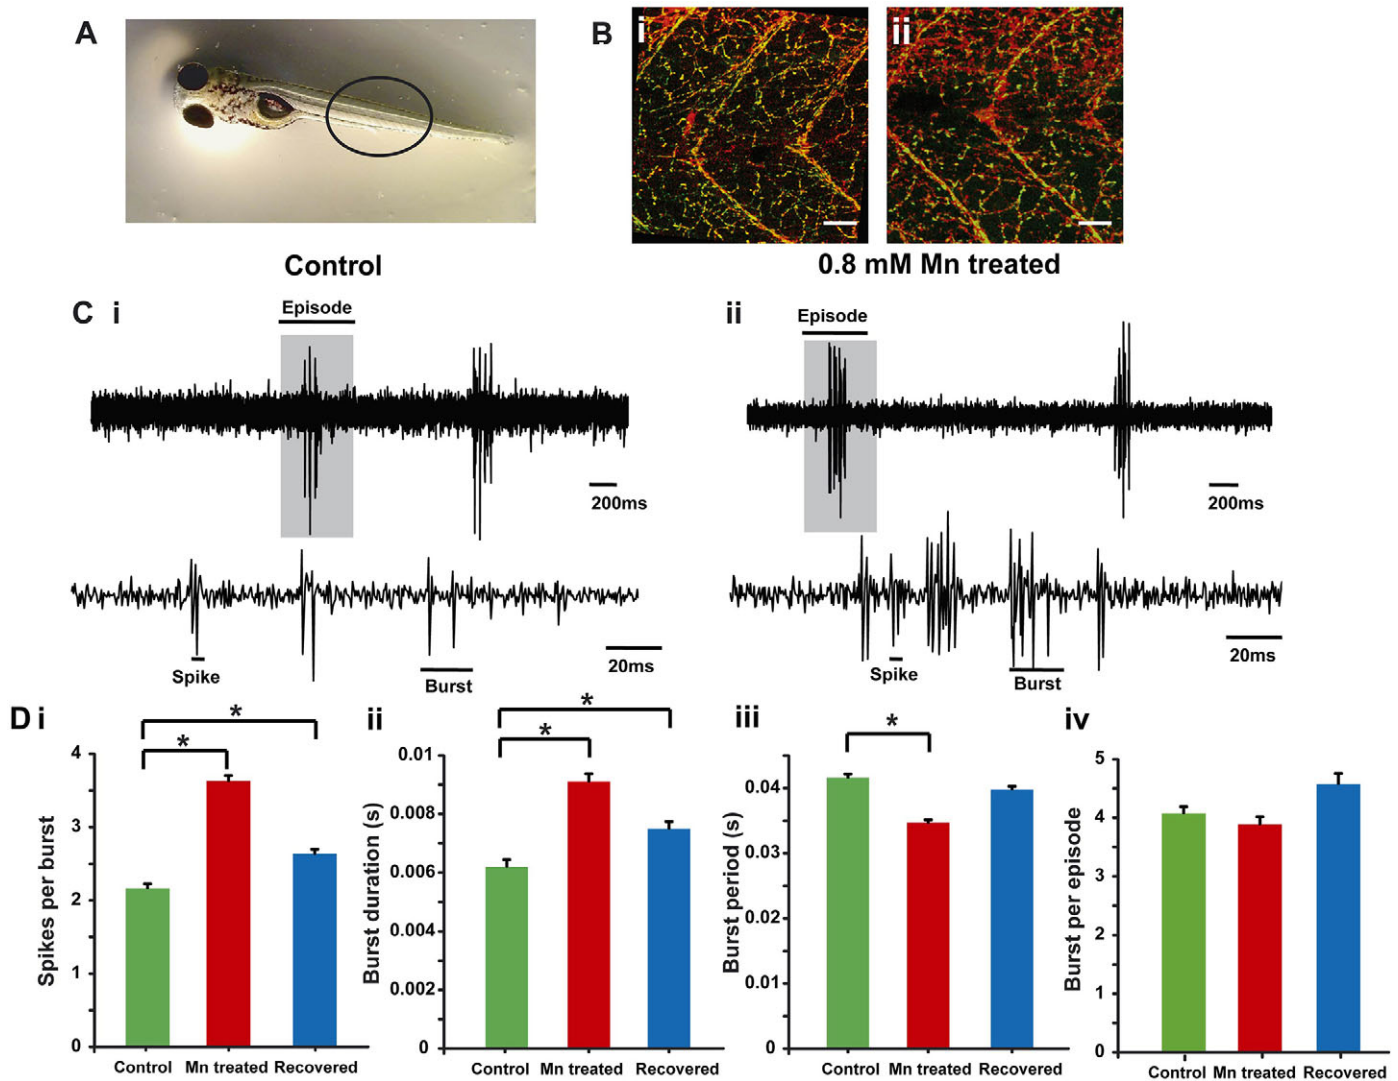 A
B
i
ii
Control
0.8 mM Mn treated
C i
Episode
200ms
Spike
Burst
20ms
ii
Episode
200ms
Spike
Burst
20ms
D i
*
*
Spikes per burst
4
3
2
1
0
Control Mn treated Recovered
ii
*
*
Burst duration (s)
0.01
0.008
0.006
0.004
0.002
0
Control Mn treated Recovered
iii
*
Burst period (s)
0.04
0.03
0.02
0.01
0
Control Mn treated Recovered
iv
Burst per episode
5
4
3
2
1
0
Control Mn treated Recovered